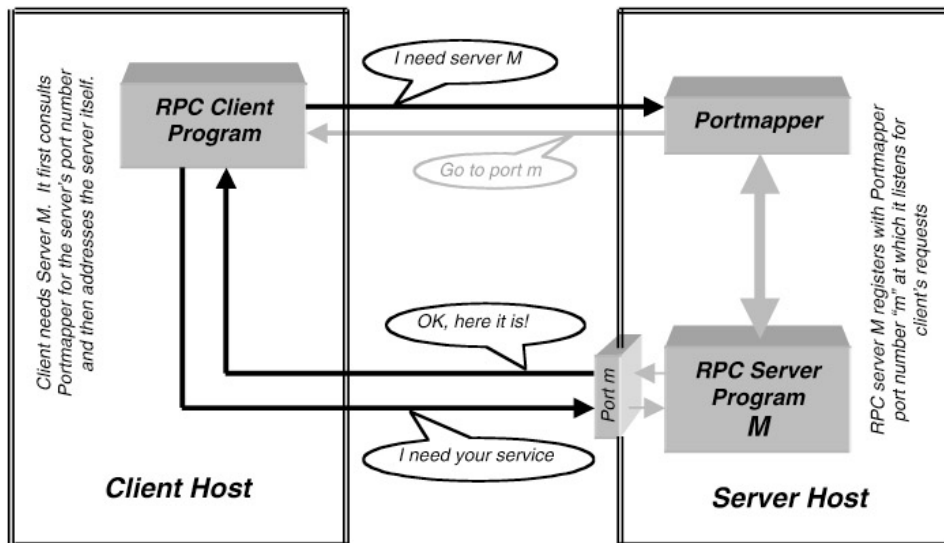 Client needs Server M. It first consults
Portmapper for the server's port number
and then addresses the server itself.
RPC Client
Program
I need server M
Go to port m
Portmapper
RPC server M registers with Portmapper
port number "m" at which it listens for
client's requests
OK, here it is!
Port m
RPC Server
Program
M
I need your service
Client Host
Server Host